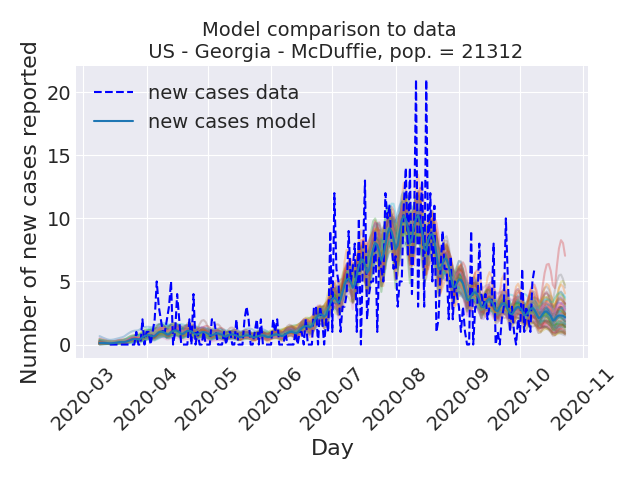 Model comparison to data
US - Georgia - McDuffie, pop. = 21312
Number of new cases reported
20
15
10
5
0
new cases data
new cases model
2020-03
2020-04
2020-05
2020-06
2020-07
2020-08
2020-09
2020-10
2020-11
Day